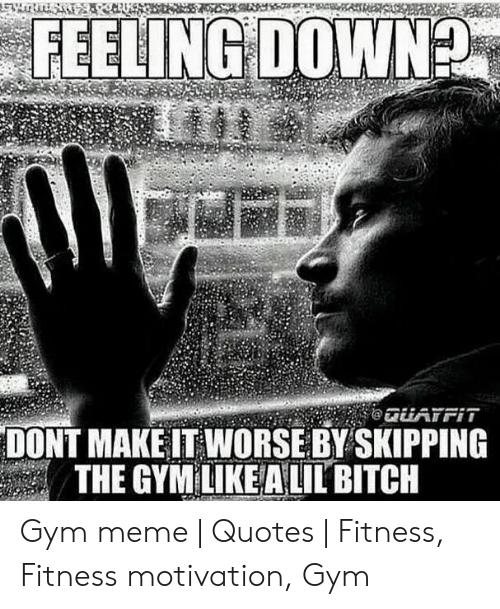 FEELING DOWN?
@QUATFIT
DONT MAKE IT WORSE BY SKIPPING
THE GYM LIKE A LIL BITCH
Gym meme | Quotes | Fitness,
Fitness motivation, Gym